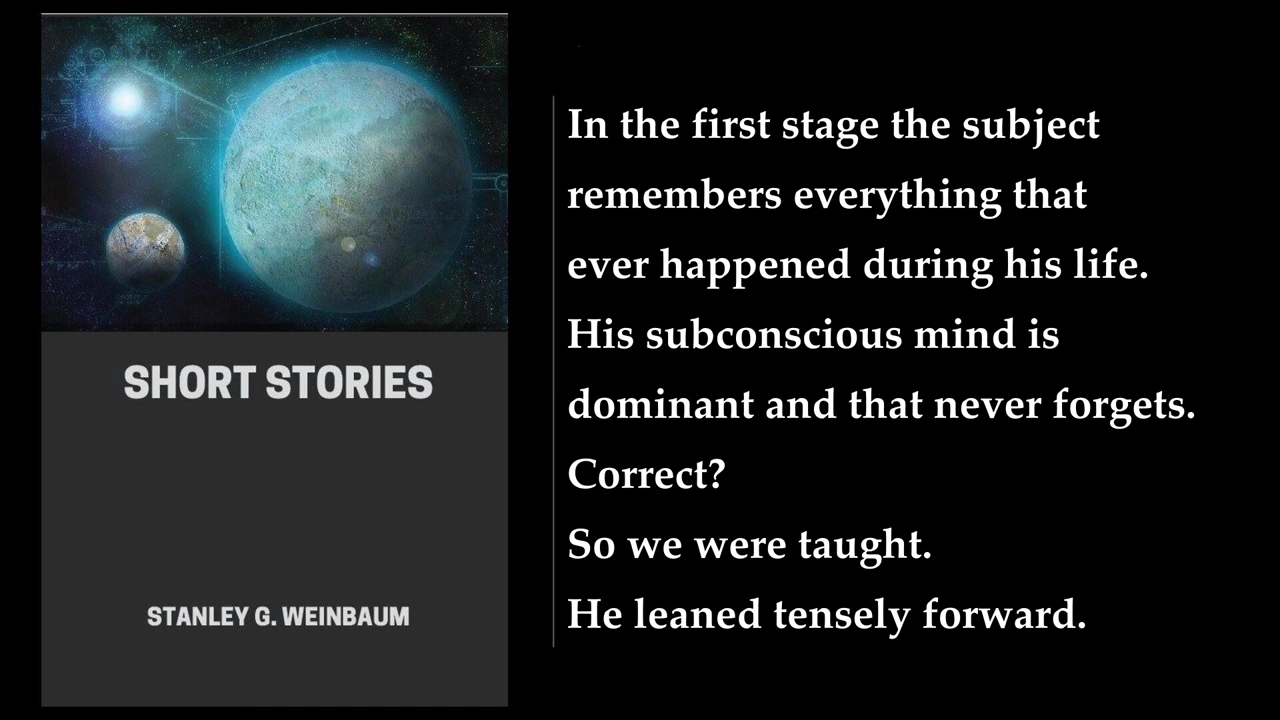 SHORT STORIES
STANLEY G. WEINBAUM
In the first stage the subject
remembers everything that
ever happened during his life.
His subconscious mind is
dominant and that never forgets.
Correct?
So we were taught.
He leaned tensely forward.